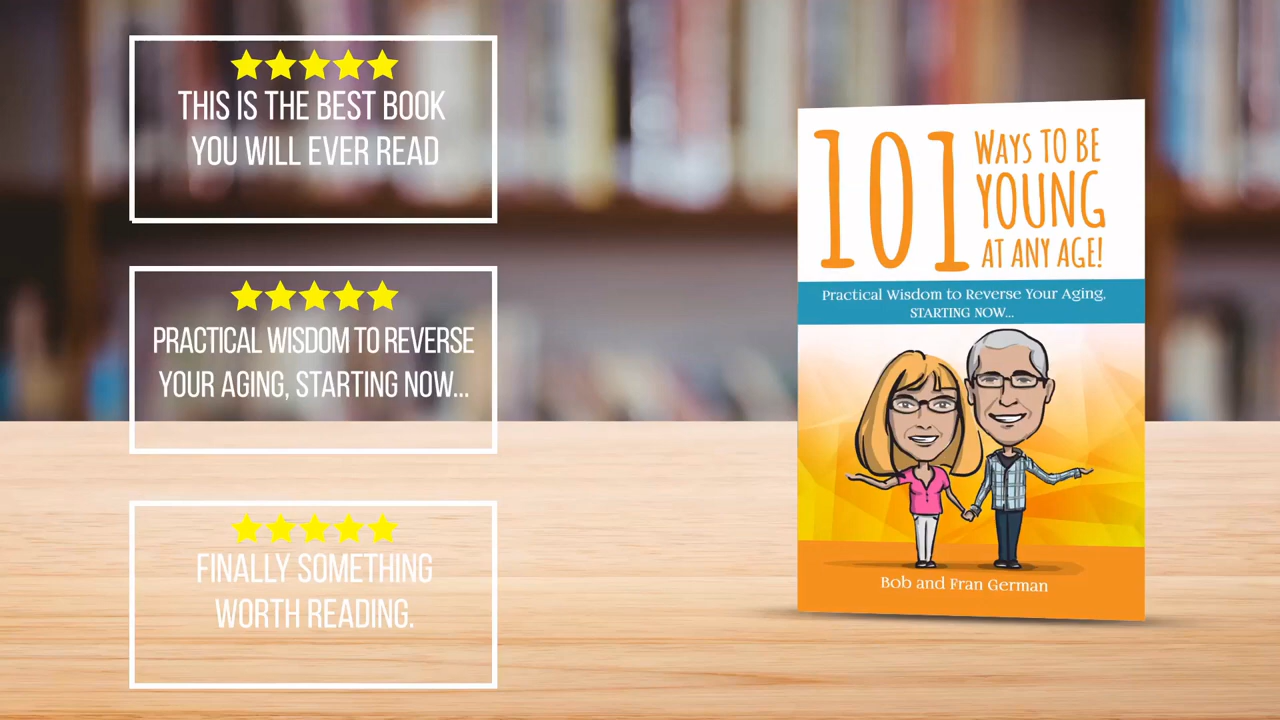 THIS IS THE BEST BOOK
YOU WILL EVER READ
PRACTICAL WISDOM TO REVERSE
YOUR AGING, STARTING NOW...
FINALLY SOMETHING
WORTH READING.
101 WAYS TO BE
YOUNG
AT ANY AGE!
Practical Wisdom to Reverse Your Aging,
STARTING NOW...
Bob and Fran German